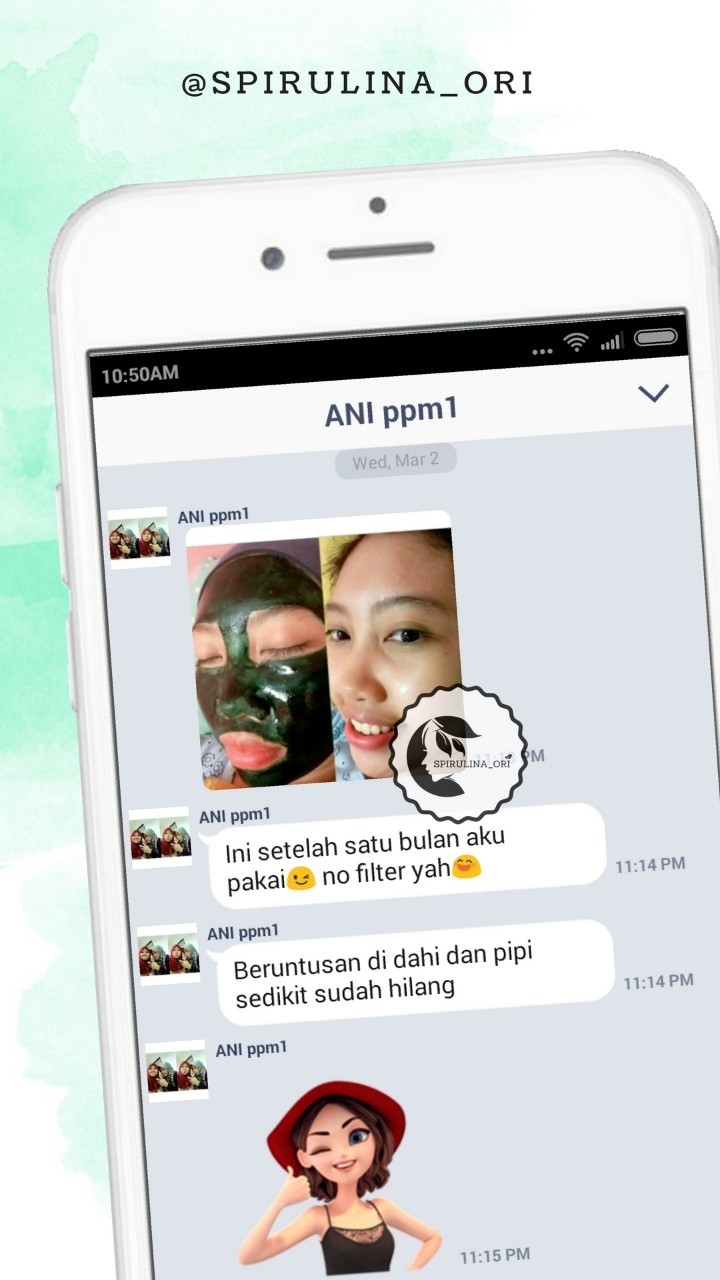 @SPIRULINA_ORI
10:50AM
ANI ppm1
Wed, Mar 2
ANI ppm1
PM
SPIRULINA_ORI
ANI ppm1
Ini setelah satu bulan aku
pakai😉 no filter yah😄
11:14 PM
ANI ppm1
Beruntusan di dahi dan pipi
sedikit sudah hilang
11:14 PM
ANI ppm1
11:15 PM